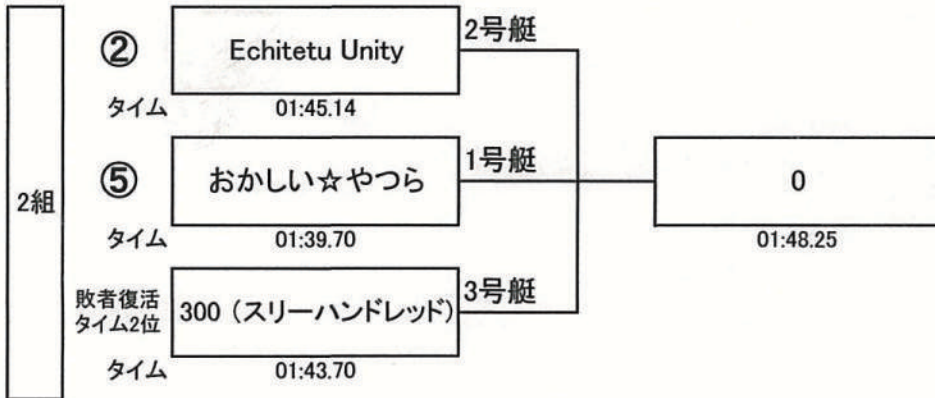 2組
② Echitetu Unity 2号艇
タイム 01:45.14
⑤ おかしい☆やつら 1号艇
0
タイム 01:39.70
01:48.25
敗者復活
タイム2位
300 (スリーハンドレッド) 3号艇
タイム 01:43.70